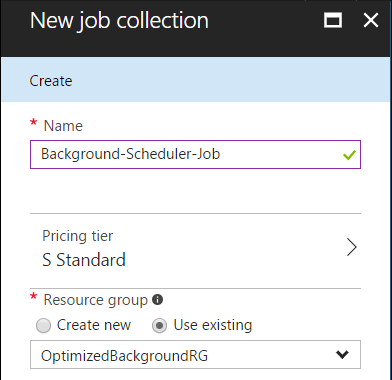 New job collection
Create
* Name
Background-Scheduler-Job
Pricing tier
S Standard
* Resource group
Create new Use existing
OptimizedBackgroundRG